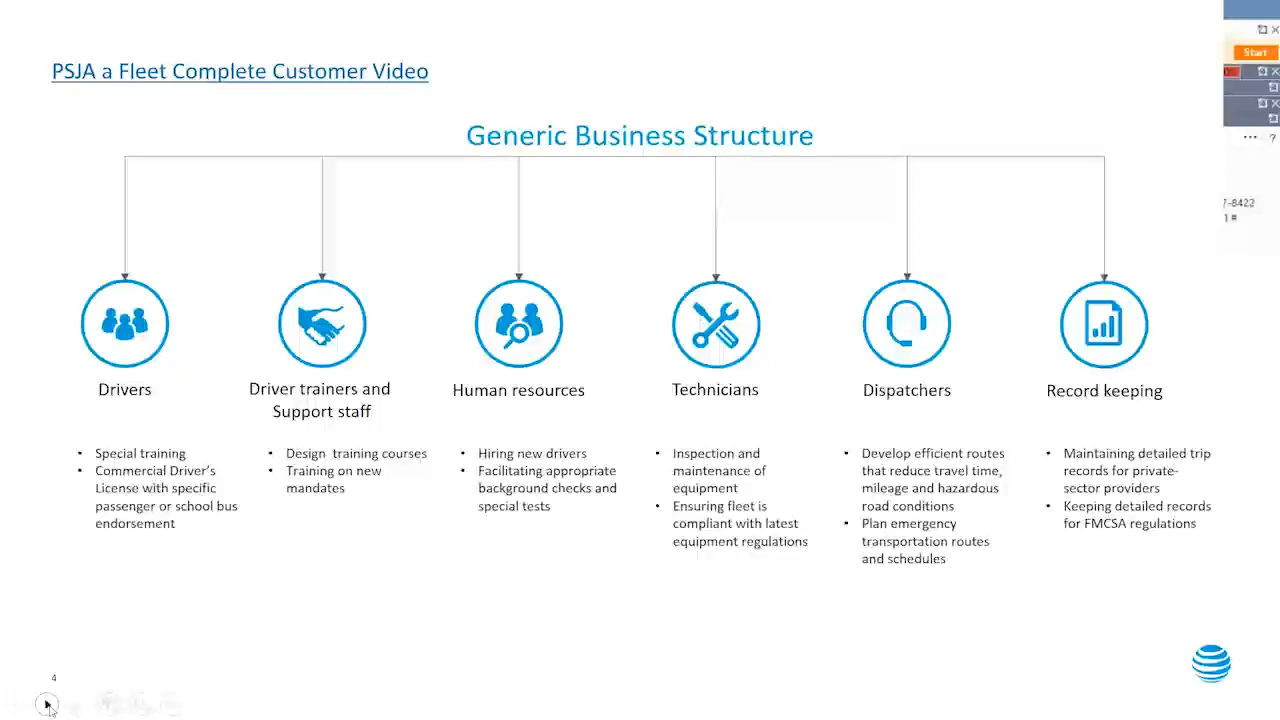 PSJA a Fleet Complete Customer Video
Start
Generic Business Structure
... ?
7-8422
1 #
Drivers
Driver trainers and
Support staff
Human resources
Technicians
Dispatchers
Record keeping
• Special training
• Commercial Driver's
License with specific
passenger or school bus
endorsement
• Design training courses
• Training on new
mandates
• Hiring new drivers
• Facilitating appropriate
background checks and
special tests
• Inspection and
maintenance of
equipment
• Ensuring fleet is
compliant with latest
equipment regulations
• Develop efficient routes
that reduce travel time,
mileage and hazardous
road conditions
• Plan emergency
transportation routes
and schedules
• Maintaining detailed trip
records for private-
sector providers
• Keeping detailed records
for FMCSA regulations
4